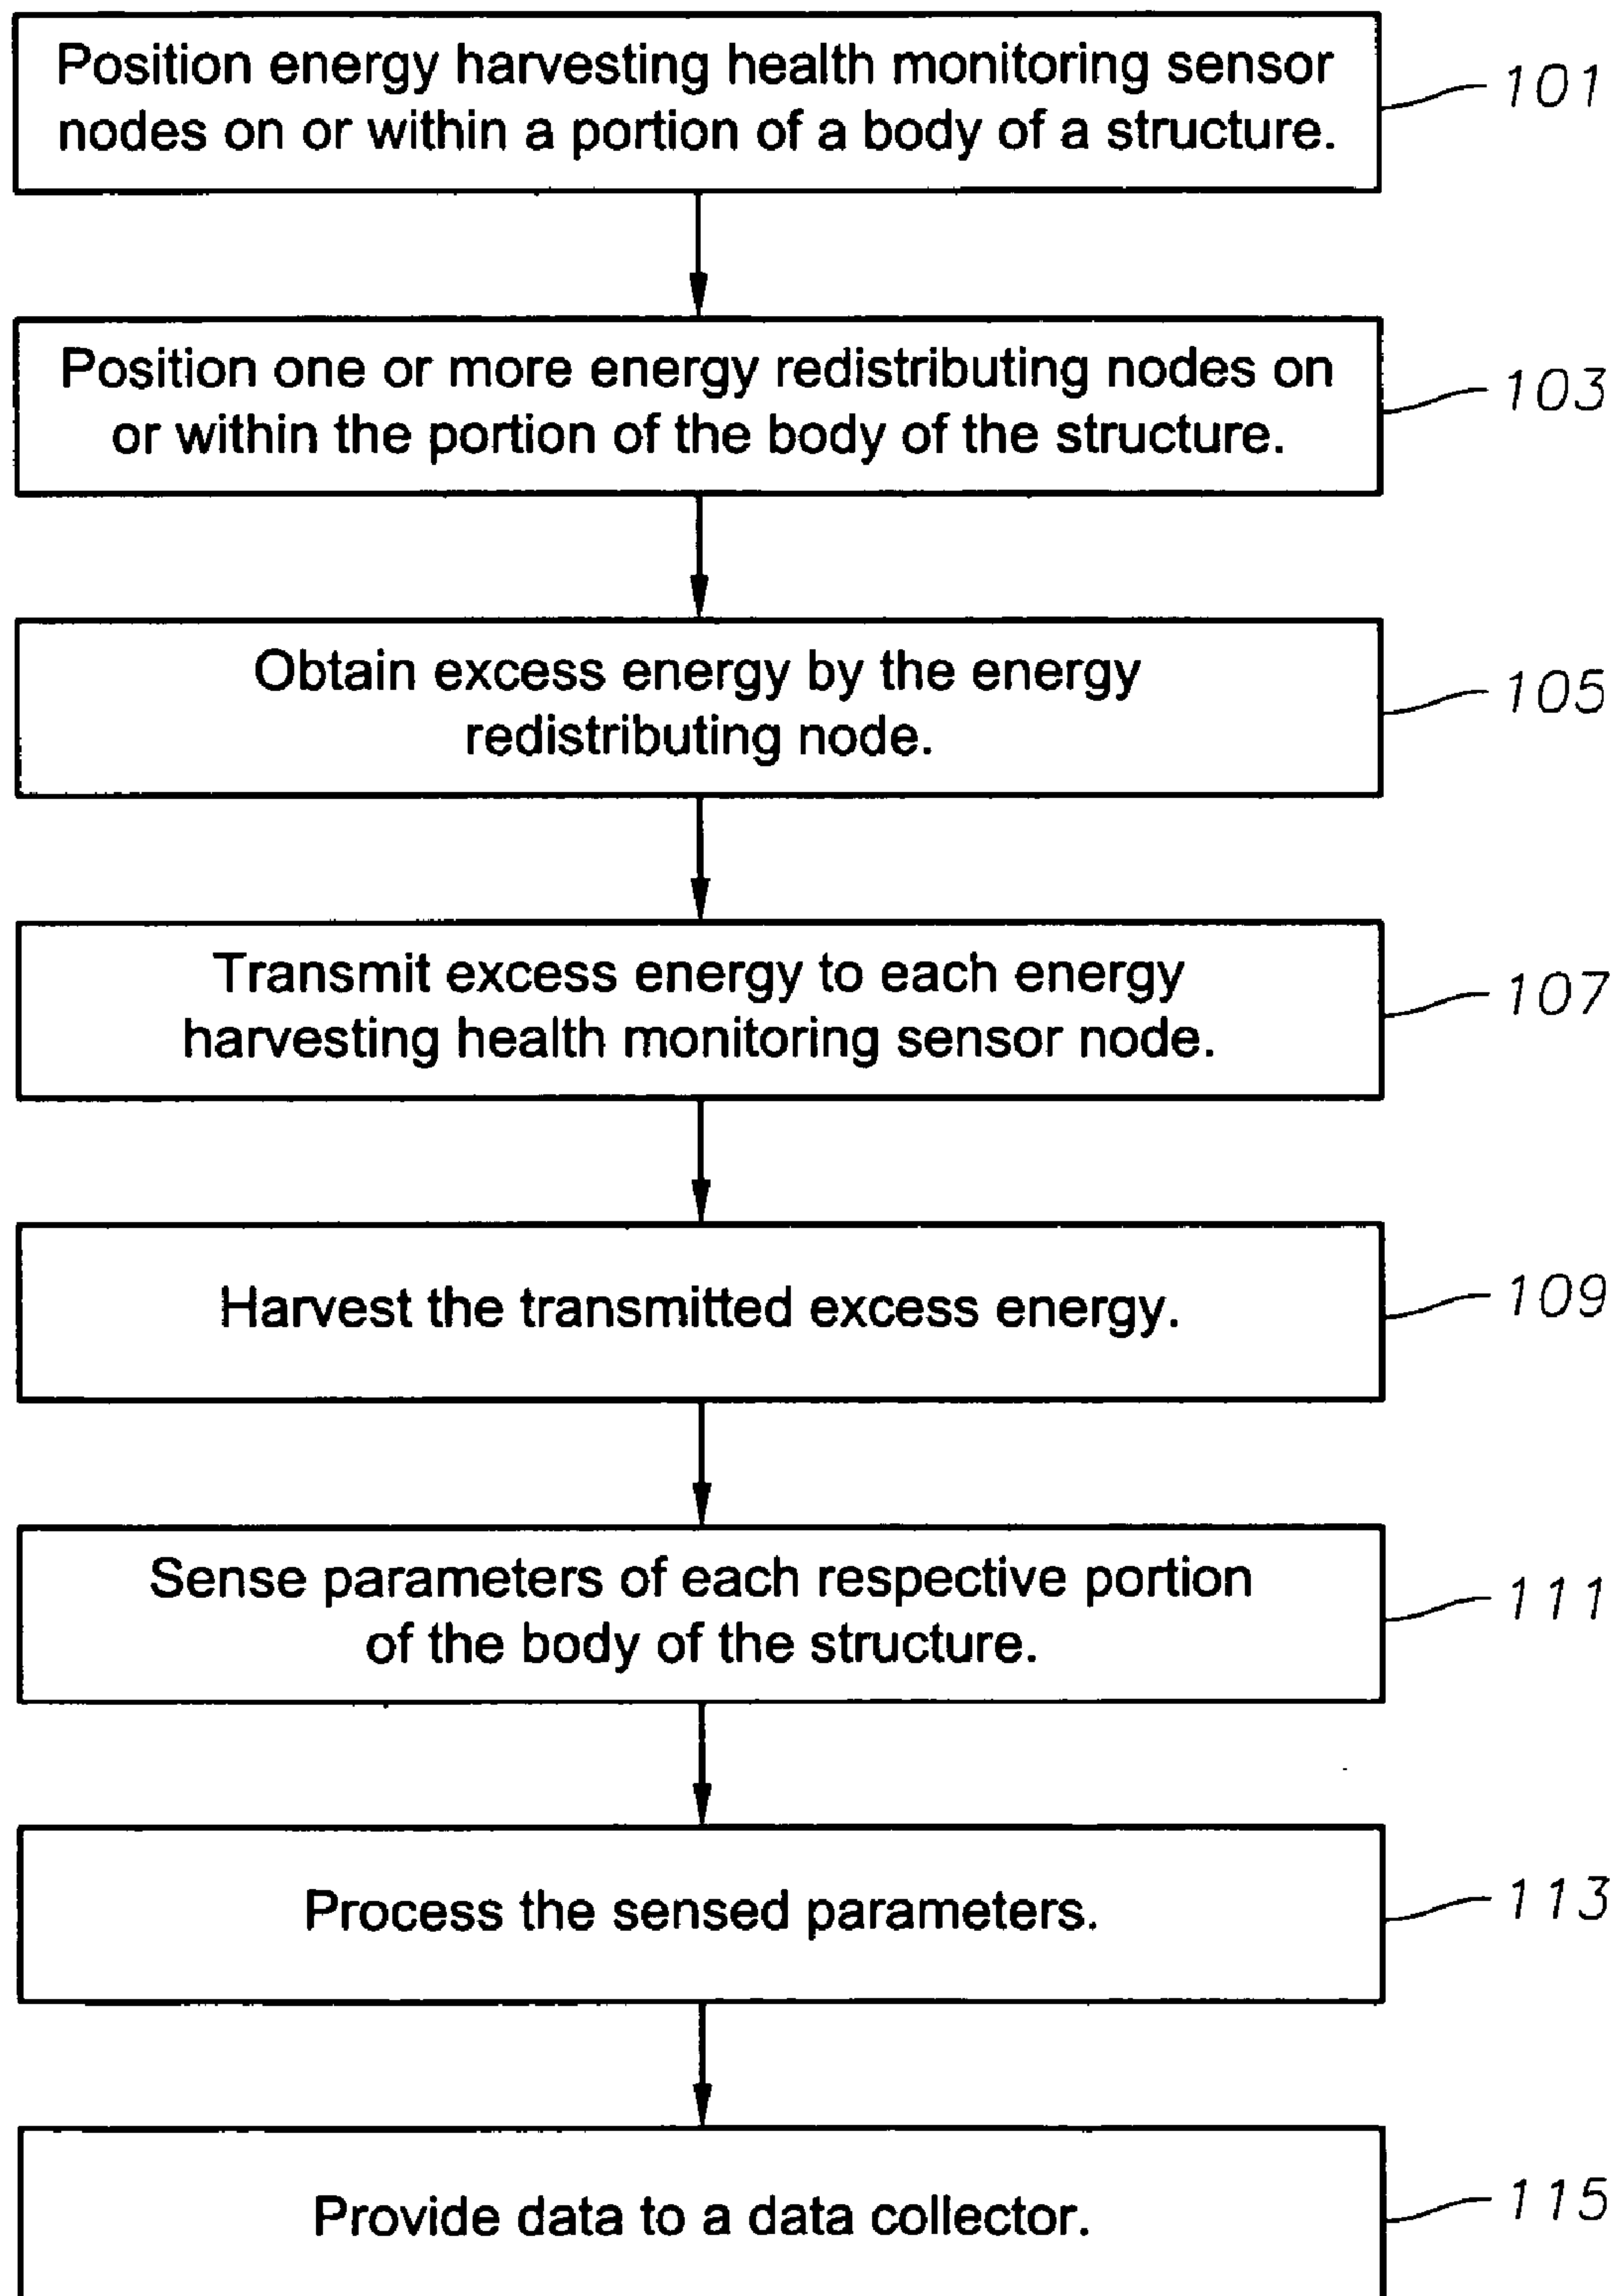 Position energy harvesting health monitoring sensor
nodes on or within a portion of a body of a structure.
101
Position one or more energy redistributing nodes on
or within the portion of the body of the structure.
103
Obtain excess energy by the energy
redistributing node.
105
Transmit excess energy to each energy
harvesting health monitoring sensor node.
107
Harvest the transmitted excess energy.
109
Sense parameters of each respective portion
of the body of the structure.
111
Process the sensed parameters.
113
Provide data to a data collector.
115